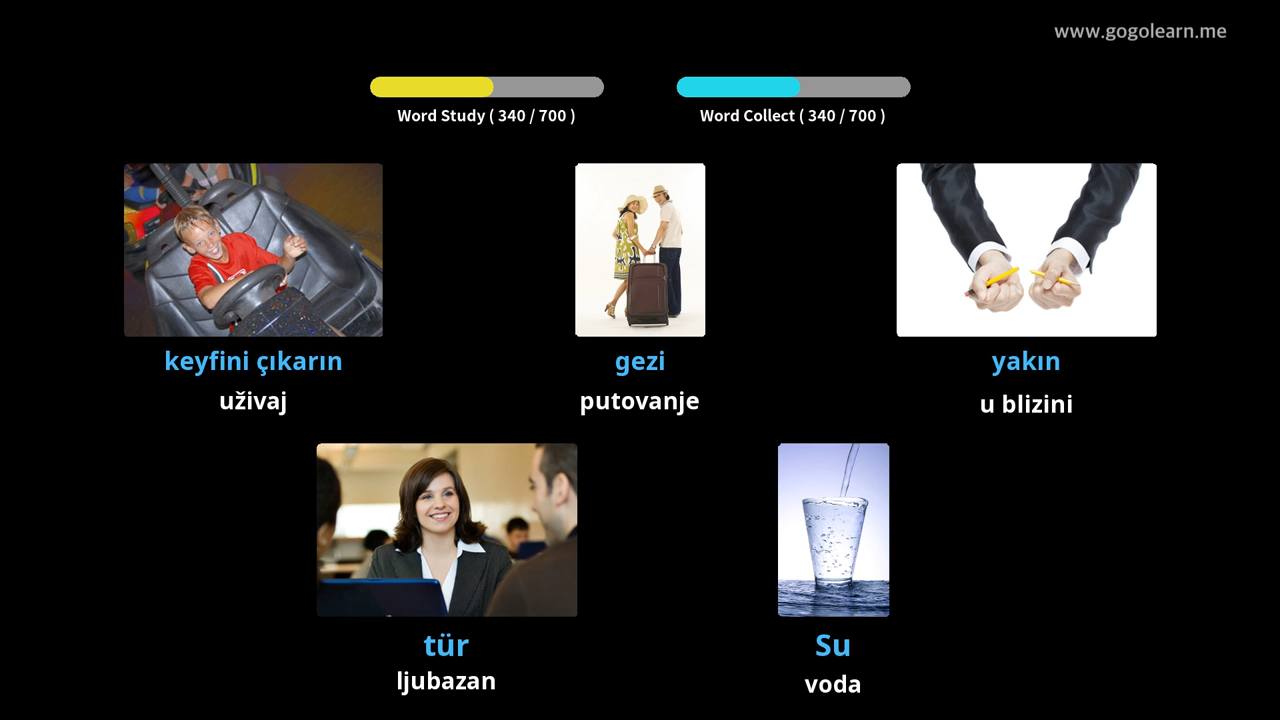 www.gogolearn.me
Word Study ( 340 / 700 )
Word Collect ( 340 / 700 )
keyfini çıkarın
uživaj
gezi
putovanje
yakın
u blizini
tür
ljubazan
Su
voda